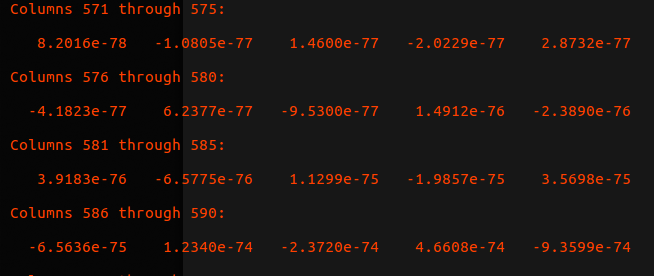 Columns 571 through 575:
8.2016e-78 -1.0805e-77 1.4600e-77 -2.0229e-77 2.8732e-77
Columns 576 through 580:
-4.1823e-77 6.2377e-77 -9.5300e-77 1.4912e-76 -2.3890e-76
Columns 581 through 585:
3.9183e-76 -6.5775e-76 1.1299e-75 -1.9857e-75 3.5698e-75
Columns 586 through 590:
-6.5636e-75 1.2340e-74 -2.3720e-74 4.6608e-74 -9.3599e-74